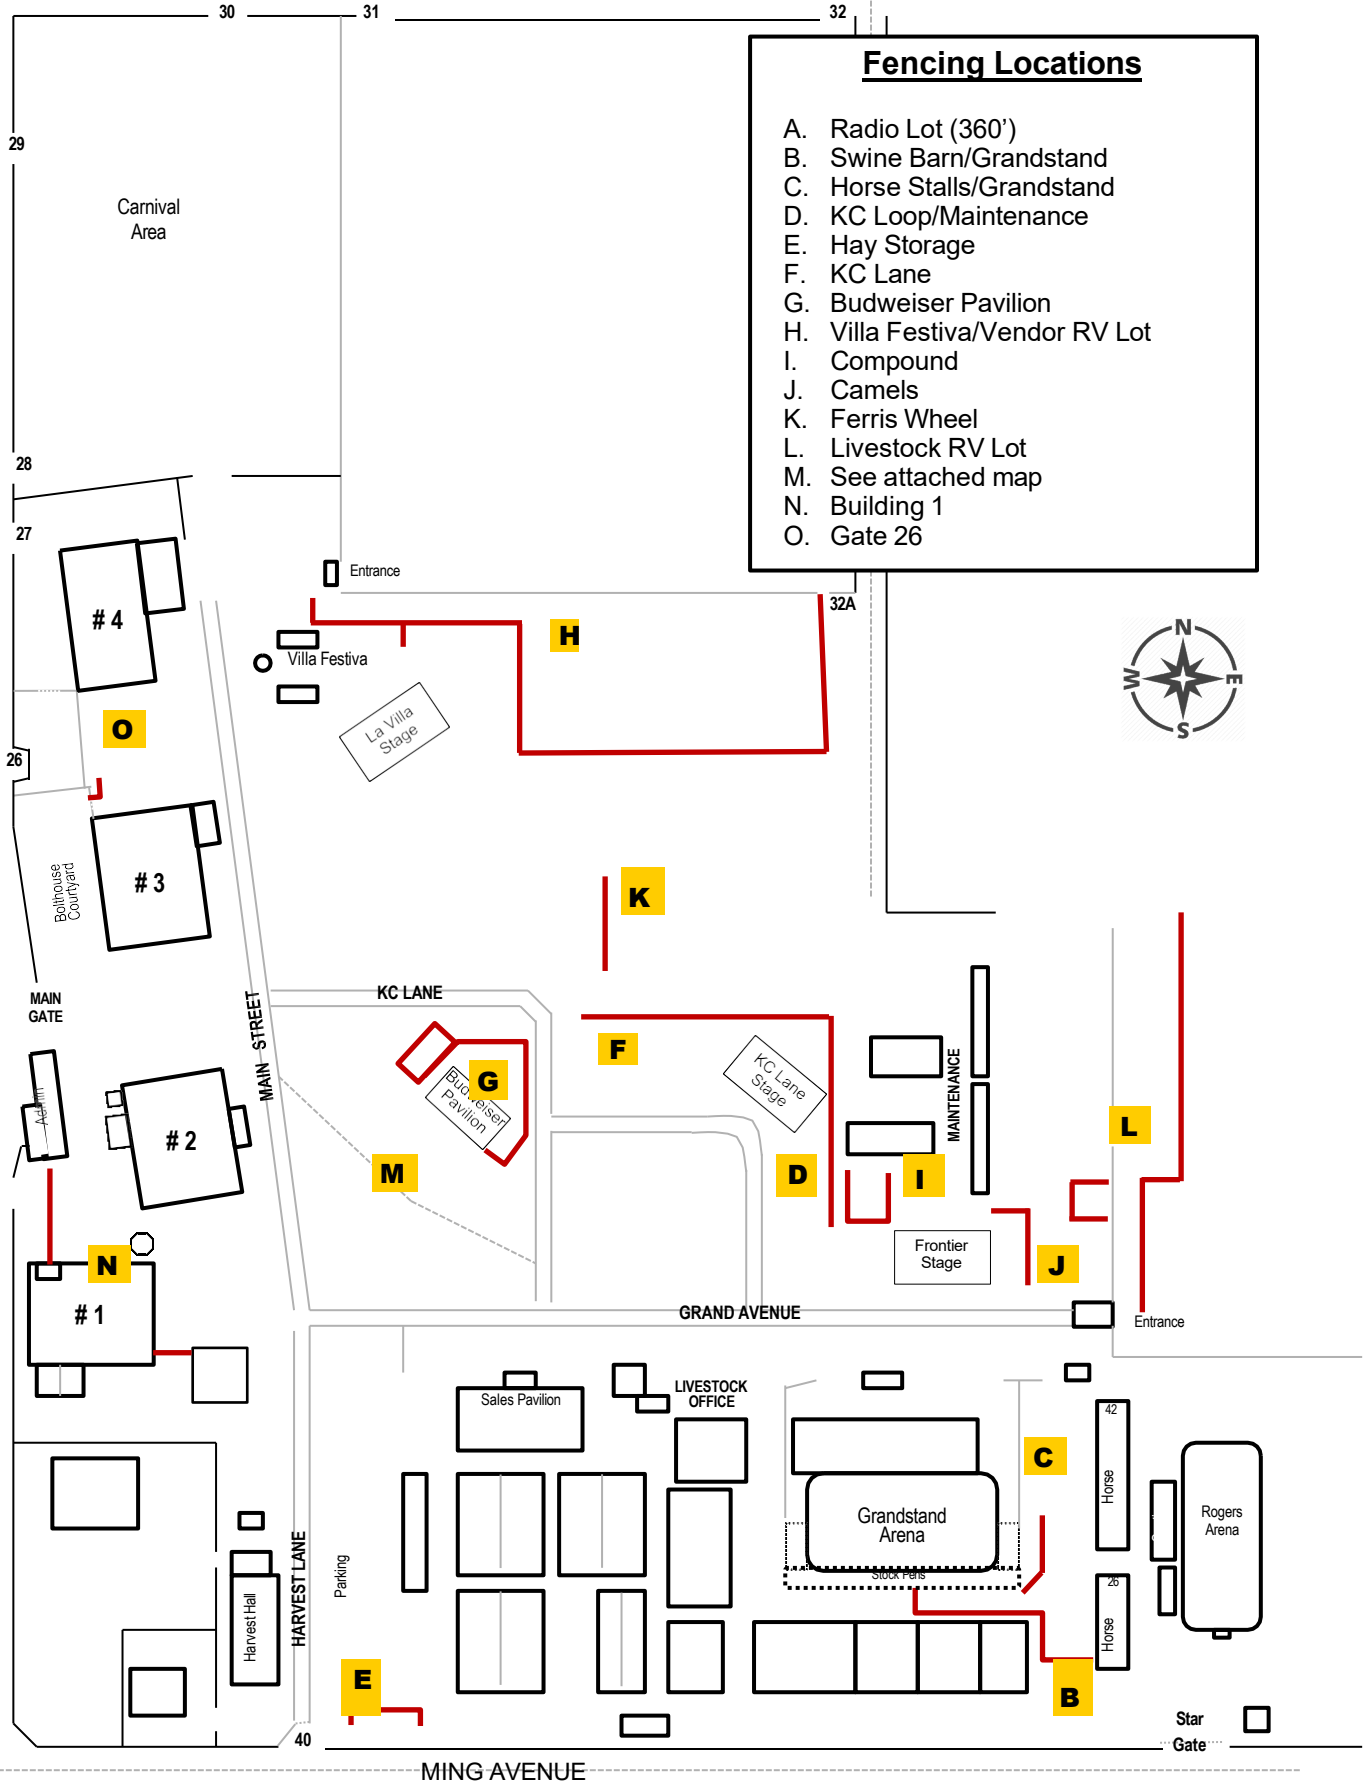 30
31
32
Fencing Locations
A. Radio Lot (360’)
B. Swine Barn/Grandstand
C. Horse Stalls/Grandstand
D. KC Loop/Maintenance
E. Hay Storage
F. KC Lane
G. Budweiser Pavilion
H. Villa Festiva/Vendor RV Lot
I. Compound
J. Camels
K. Ferris Wheel
L. Livestock RV Lot
M. See attached map
N. Building 1
O. Gate 26
29
Carnival
Area
28
27
Entrance
32A
# 4
H
N
E
S
W
Villa Festiva
La Villa
Stage
O
26
# 3
Bolthouse
Courtyard
K
MAIN
GATE
KC LANE
MAIN STREET
F
G
Budweiser
Pavilion
KC Lane
Stage
MAINTENANCE
Admin
# 2
L
M
D
I
Frontier
Stage
J
N
# 1
GRAND AVENUE
Entrance
Sales Pavilion
LIVESTOCK
OFFICE
42
C
Horse
Grandstand
Arena
Rogers
Arena
Stock Pens
26
Horse
HARVEST LANE
Parking
Harvest Hall
E
B
Star
Gate
40
MING AVENUE